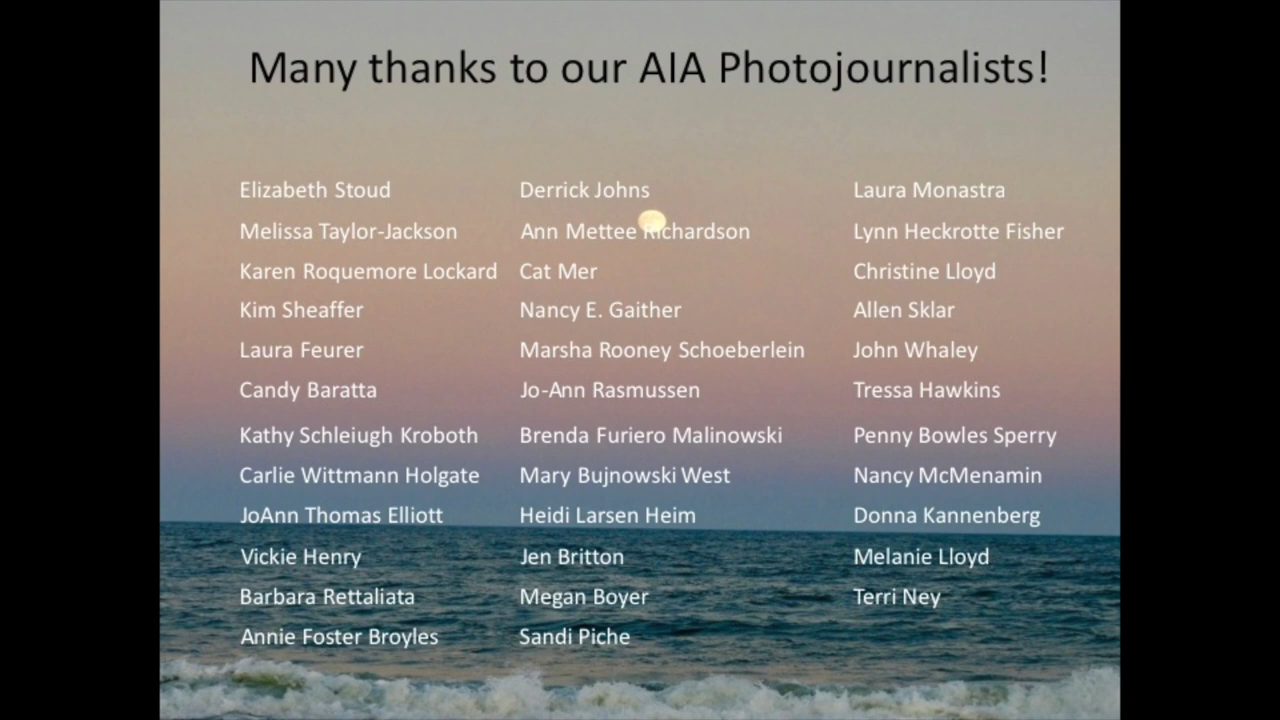 Many thanks to our AIA Photojournalists!
Elizabeth Stoud
Melissa Taylor-Jackson
Karen Roquemore Lockard
Kim Sheaffer
Laura Feurer
Candy Baratta
Kathy Schleiugh Kroboth
Carlie Wittmann Holgate
JoAnn Thomas Elliott
Vickie Henry
Barbara Rettaliata
Annie Foster Broyles
Derrick Johns
Ann Mettee Richardson
Cat Mer
Nancy E. Gaither
Marsha Rooney Schoeberlein
Jo-Ann Rasmussen
Brenda Furiero Malinowski
Mary Bujnowski West
Heidi Larsen Heim
Jen Britton
Megan Boyer
Sandi Piche
Laura Monastra
Lynn Heckrotte Fisher
Christine Lloyd
Allen Sklar
John Whaley
Tressa Hawkins
Penny Bowles Sperry
Nancy McMenamin
Donna Kannenberg
Melanie Lloyd
Terri Ney